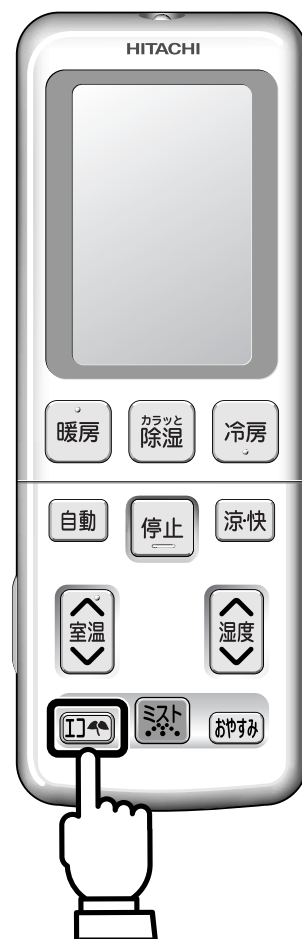 HITACHI
暖房
カラッと
除湿
冷房
自動
停止
涼・快
室温
湿度
エコ
ミスト
おやすみ